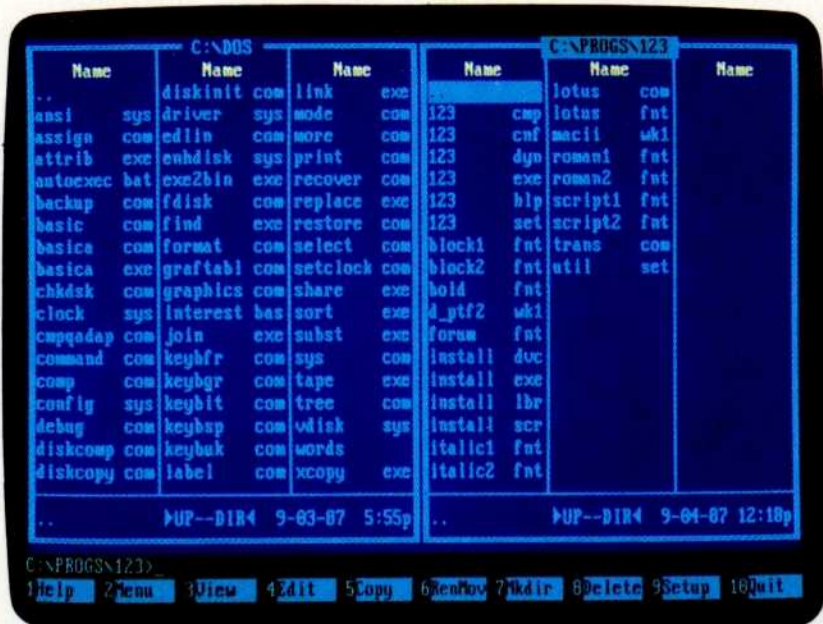 C:\DOS
C:\PROGS\123
Name Name Name Name Name Name
.. diskinit com link exe .. lotus com
ansi sys driver sys mode com 123 cmp lotus fnt
assign com edlin com more com 123 cnf macii wk1
attrib exe enhdisk sys print com 123 dyn roman1 fnt
autoexec bat exe2bin exe recover com 123 exe roman2 fnt
backup com fdisk com replace exe 123 hlp script1 fnt
basic com find exe restore com 123 set script2 fnt
basica com format com select com block1 fnt trans com
basica exe graftabl com setclock com block2 fnt util set
chkdsk com graphics com share exe bold fnt
clock sys interest bas sort exe d_ptf2 wk1
cmpqadap com join exe subst exe forum fnt
command com keybfr com sys com install dvc
comp com keybgr com tape exe install exe
config sys keybit com tree com install lbr
debug com keybsp com vdisk sys install scr
diskcomp com keybuk com words italic1 fnt
diskcopy com label com xcopy exe italic2 fnt
.. ►UP--DIR◄ 9-03-87 5:55p .. ►UP--DIR◄ 9-04-87 12:18p
C:\PROGS\123>_
1Help 2Menu 3View 4Edit 5Copy 6RenMov 7Mkdir 8Delete 9Setup 10Quit